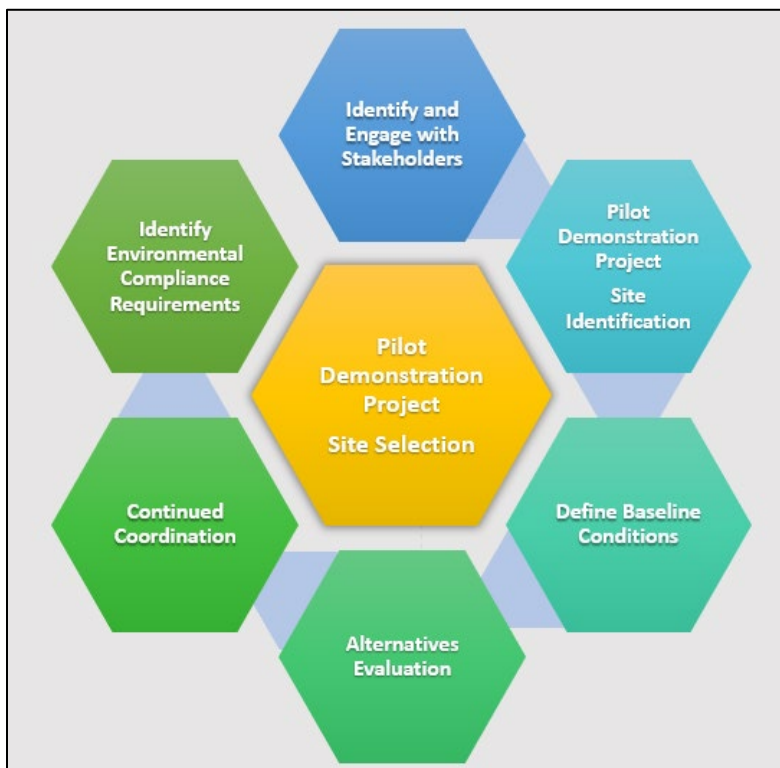 Identify and
Engage with
Stakeholders
Pilot
Demonstration
Project
Site
Identification
Define Baseline
Conditions
Alternatives
Evaluation
Continued
Coordination
Identify
Environmental
Compliance
Requirements
Pilot
Demonstration
Project
Site Selection